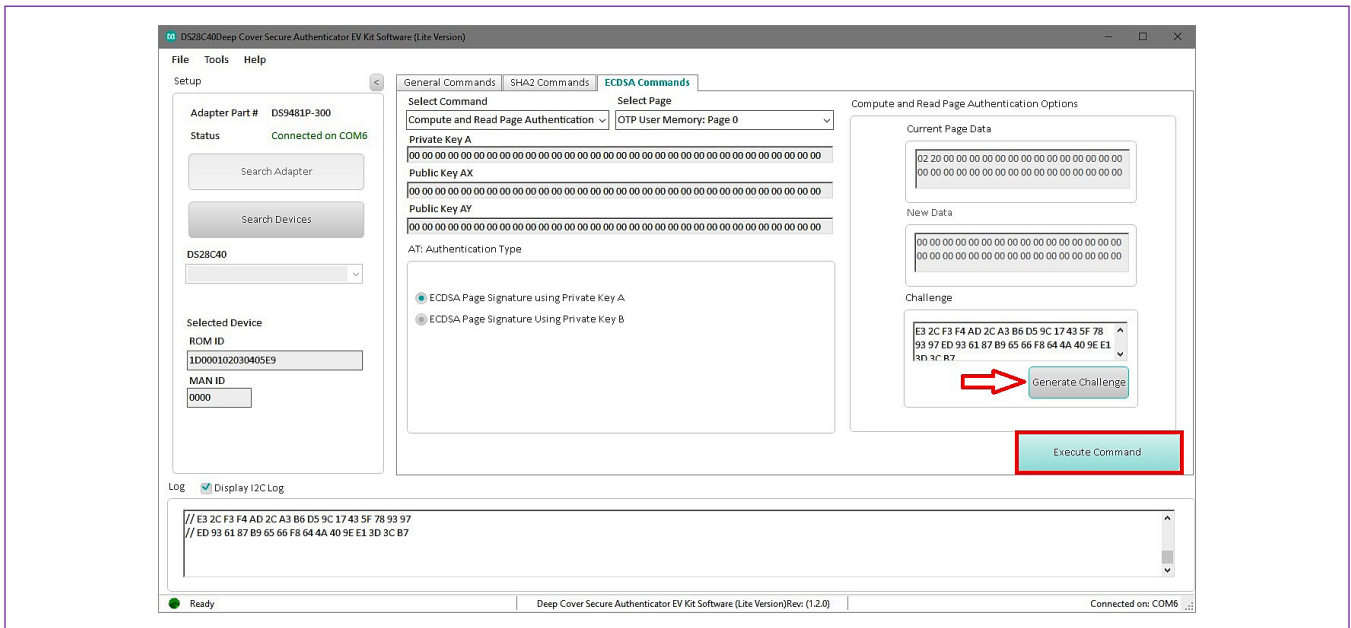 DS28C40Deep Cover Secure Authenticator EV Kit Software (Lite Version)
File Tools Help
Setup <
Adapter Part # DS9481P-300
Status Connected on COM6
Search Adapter
Search Devices
DS28C40
Selected Device
ROM ID
1D000102030405E9
MAN ID
0000
General Commands SHA2 Commands ECDSA Commands
Select Command Select Page
Compute and Read Page Authentication OTP User Memory: Page 0
Private Key A
00 00 00 00 00 00 00 00 00 00 00 00 00 00 00 00 00 00 00 00 00 00 00 00 00 00 00 00 00 00 00 00
Public Key AX
00 00 00 00 00 00 00 00 00 00 00 00 00 00 00 00 00 00 00 00 00 00 00 00 00 00 00 00 00 00 00 00
Public Key AY
00 00 00 00 00 00 00 00 00 00 00 00 00 00 00 00 00 00 00 00 00 00 00 00 00 00 00 00 00 00 00 00
AT: Authentication Type
ECDSA Page Signature using Private Key A
ECDSA Page Signature Using Private Key B
Compute and Read Page Authentication Options
Current Page Data
02 20 00 00 00 00 00 00 00 00 00 00 00 00 00 00
00 00 00 00 00 00 00 00 00 00 00 00 00 00 00 00
New Data
00 00 00 00 00 00 00 00 00 00 00 00 00 00 00 00
00 00 00 00 00 00 00 00 00 00 00 00 00 00 00 00
Challenge
E3 2C F3 F4 AD 2C A3 B6 D5 9C 17 43 5F 78
93 97 ED 93 61 87 B9 65 66 F8 64 4A 40 9E E1
3D 3C B7
Generate Challenge
Execute Command
Log Display I2C Log
// E3 2C F3 F4 AD 2C A3 B6 D5 9C 17 43 5F 78 93 97
// ED 93 61 87 B9 65 66 F8 64 4A 40 9E E1 3D 3C B7
Ready Deep Cover Secure Authenticator EV Kit Software (Lite Version)Rev: (1.2.0) Connected on: COM6